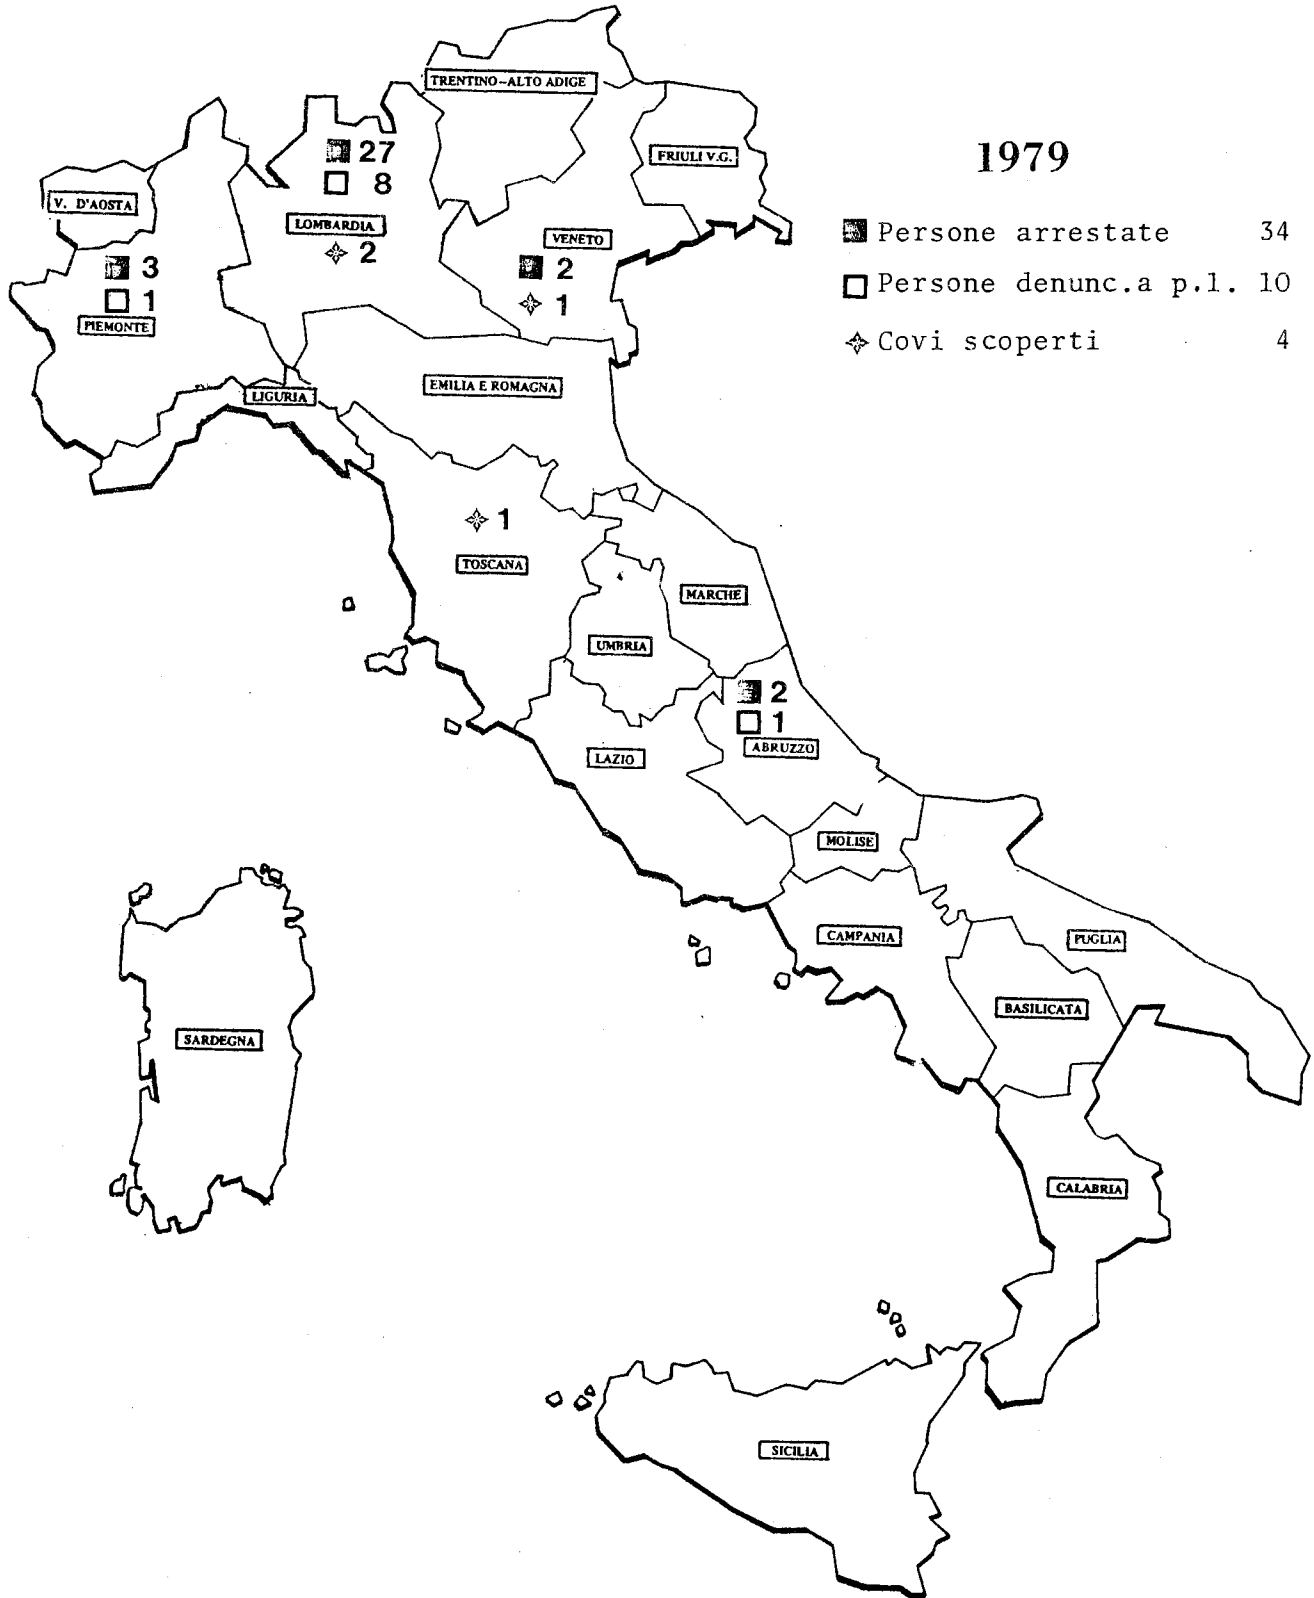 TRENTINO-ALTO ADIGE
1979
27
8
FRIULI V.G.
V. D'AOSTA
LOMBARDIA
2
VENETO
Persone arrestate 34
3
1
PIEMONTE
2
1
Persone denunc.a p.l. 10
Covi scoperti 4
LIGURIA
EMILIA E ROMAGNA
1
TOSCANA
MARCHE
UMBRIA
2
1
ABRUZZO
LAZIO
MOLISE
CAMPANIA
PUGLIA
BASILICATA
SARDEGNA
CALABRIA
SICILIA